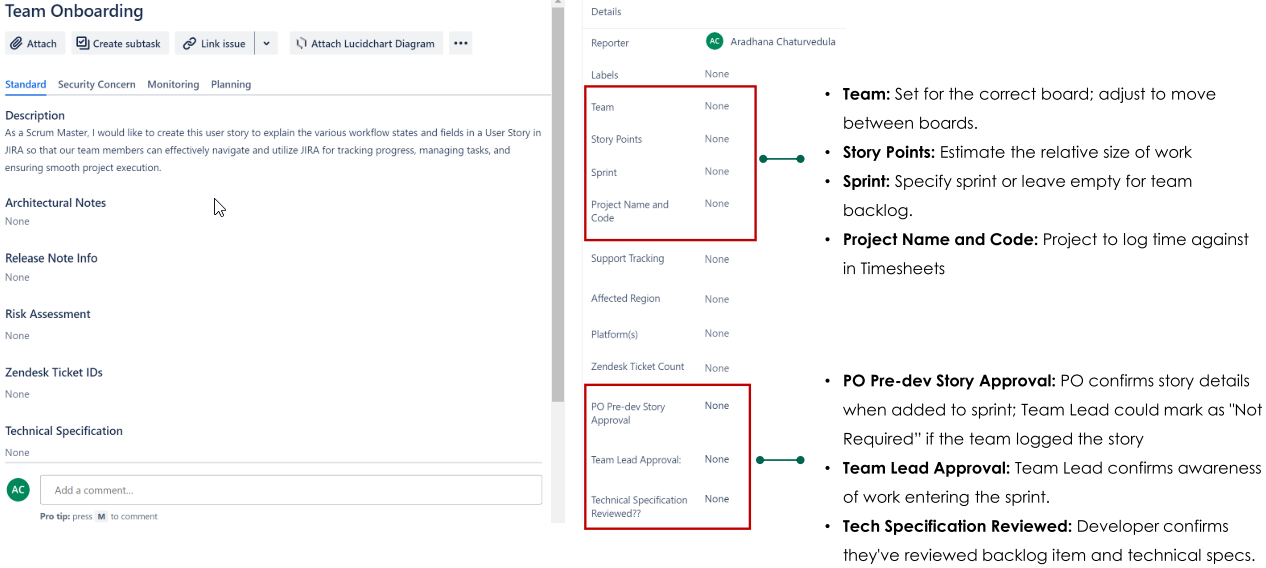 Team Onboarding
Attach
Create subtask
Link issue
Attach Lucidchart Diagram
Standard
Security Concern
Monitoring
Planning
Description
As a Scrum Master, I would like to create this user story to explain the various workflow states and fields in a User Story in
JIRA so that our team members can effectively navigate and utilize JIRA for tracking progress, managing tasks, and
ensuring smooth project execution.
Architectural Notes
None
Release Note Info
None
Risk Assessment
None
Zendesk Ticket IDs
None
Technical Specification
None
AC
Add a comment...
Pro tip: press M to comment
Details
Reporter
AC
Aradhana Chaturvedula
Labels
None
Team
None
Story Points
None
Sprint
None
Project Name and
Code
None
Support Tracking
None
Affected Region
None
Platform(s)
None
Zendesk Ticket Count
None
PO Pre-dev Story
Approval
None
Team Lead Approval:
None
Technical Specification
Reviewed??
None
• Team: Set for the correct board; adjust to move
between boards.
• Story Points: Estimate the relative size of work
• Sprint: Specify sprint or leave empty for team
backlog.
• Project Name and Code: Project to log time against
in Timesheets
• PO Pre-dev Story Approval: PO confirms story details
when added to sprint; Team Lead could mark as "Not
Required” if the team logged the story
• Team Lead Approval: Team Lead confirms awareness
of work entering the sprint.
• Tech Specification Reviewed: Developer confirms
they've reviewed backlog item and technical specs.